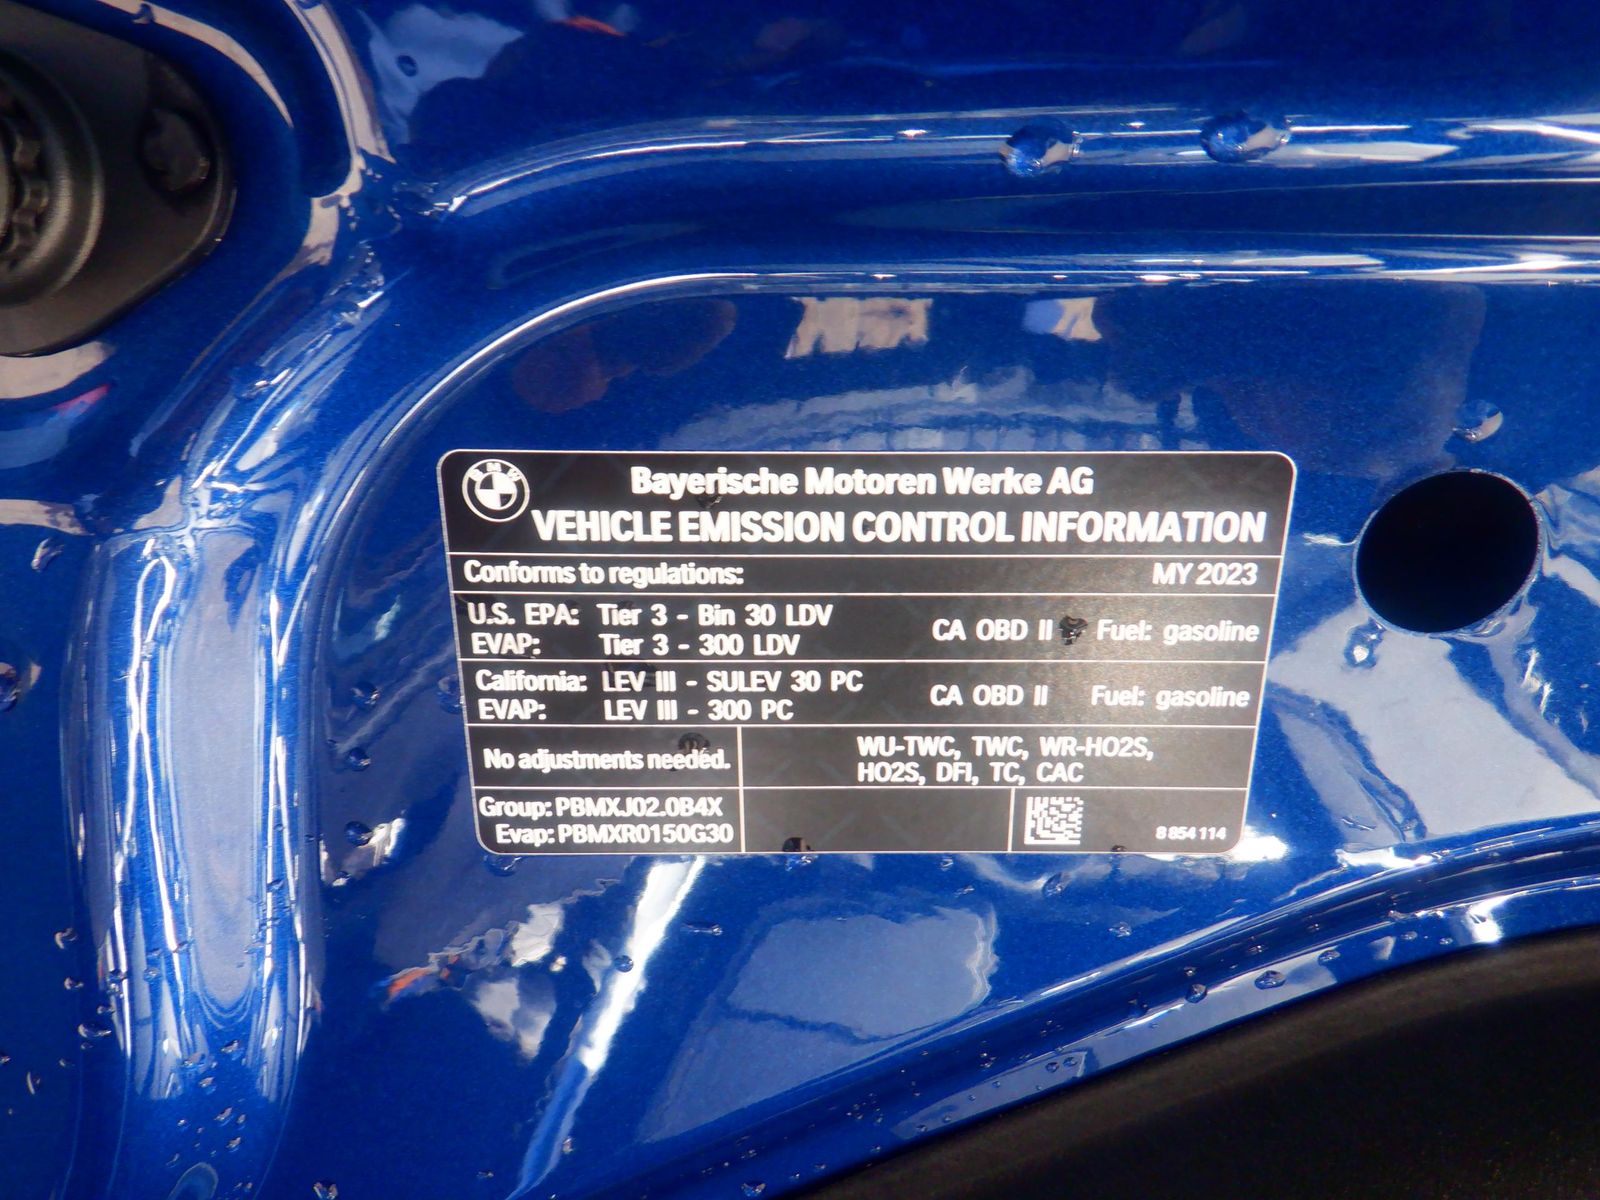 BMW
Bayerische Motoren Werke AG
VEHICLE EMISSION CONTROL INFORMATION
Conforms to regulations: MY 2023
U.S. EPA: Tier 3 - Bin 30 LDV
EVAP: Tier 3 - 300 LDV
CA OBD II Fuel: gasoline
California: LEV III - SULEV 30 PC
EVAP: LEV III - 300 PC
CA OBD II Fuel: gasoline
No adjustments needed.
WU-TWC, TWC, WR-HO2S,
HO2S, DFI, TC, CAC
Group: PBMXJ02.0B4X
Evap: PBMXR0150G30
8 854 114